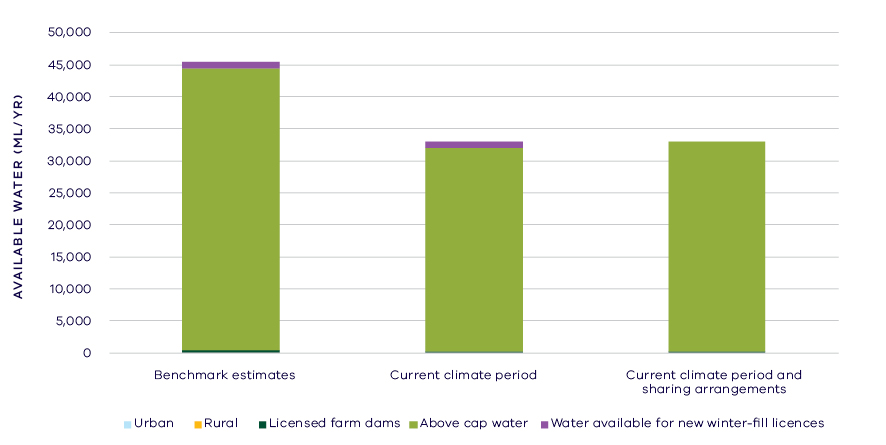 50,000
45,000
40,000
35,000
30,000
25,000
20,000
15,000
10,000
5,000
0
AVAILABLE WATER (ML/YR)
Benchmark estimates
Current climate period
Current climate period and
sharing arrangements
Urban Rural Licensed farm dams Above cap water Water available for new winter-fill licences